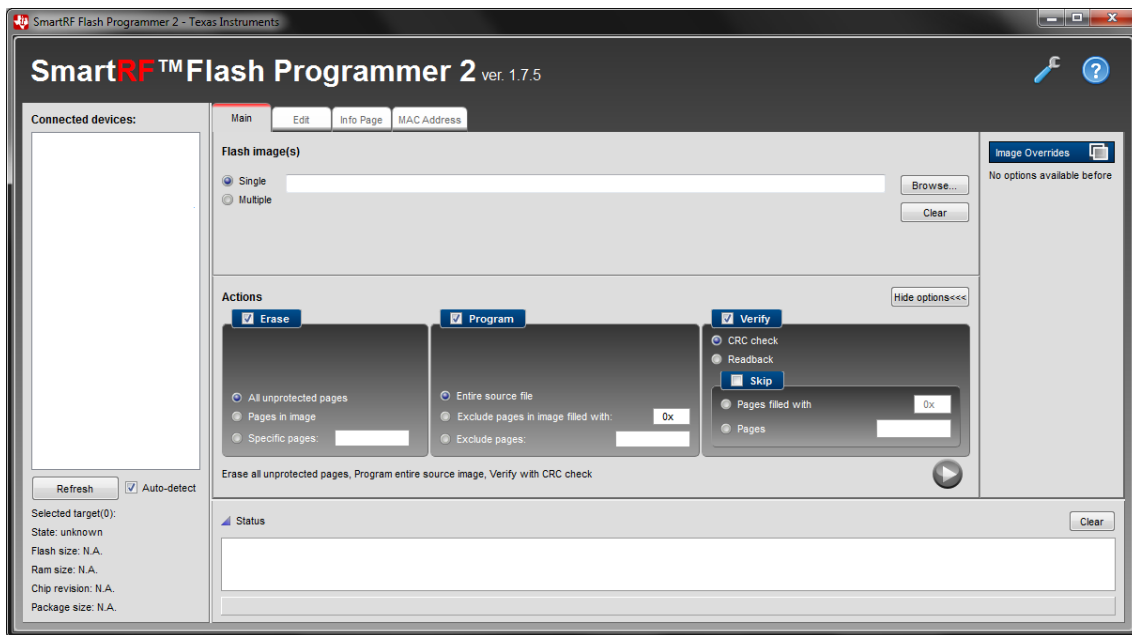 SmartRF Flash Programmer 2 - Texas Instruments
SmartRF™Flash Programmer 2 ver. 1.7.5
Connected devices:
Main
Edit
Info Page
MAC Address
Flash image(s)
Single
Browse...
Multiple
Clear
Image Overrides
No options available before
Actions
Hide options<<<
Erase
All unprotected pages
Pages in image
Specific pages:
Program
Entire source file
Exclude pages in image filled with: 0x
Exclude pages:
Verify
CRC check
Readback
Skip
Pages filled with 0x
Pages
Erase all unprotected pages, Program entire source image, Verify with CRC check
Refresh
Auto-detect
Selected target(0):
State: unknown
Flash size: N.A.
Ram size: N.A.
Chip revision: N.A.
Package size: N.A.
Status
Clear